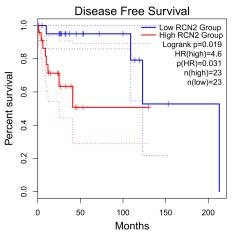 Disease Free Survival
Low RCN2 Group
High RCN2 Group
Logrank p=0.019
HR(high)=4.6
p(HR)=0.031
n(high)=23
n(low)=23
Percent survival
1.0
0.8
0.6
0.4
0.2
0.0
0 50 100 150 200
Months